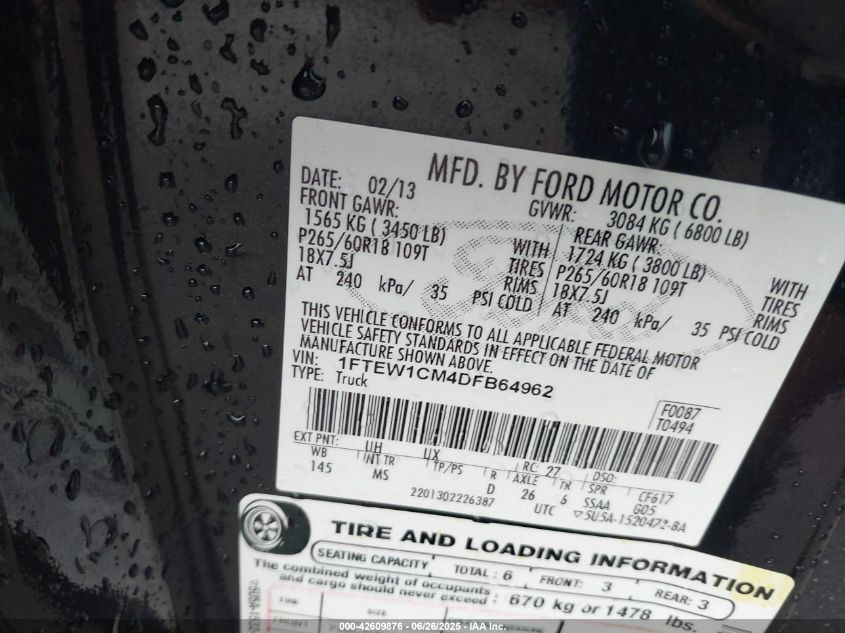 MFD. BY FORD MOTOR CO.
DATE: 02/13 GVWR: 3084 KG ( 6800 LB)
FRONT GAWR: REAR GAWR:
1565 KG ( 3450 LB) WITH 1724 KG ( 3800 LB) WITH
P265/60R18 109T TIRES P265/60R18 109T TIRES
18X7.5J RIMS 18X7.5J RIMS
AT 240 kPa/ 35 PSI COLD AT 240 kPa/ 35 PSI COLD
THIS VEHICLE CONFORMS TO ALL APPLICABLE FEDERAL MOTOR
VEHICLE SAFETY STANDARDS IN EFFECT ON THE DATE OF
MANUFACTURE SHOWN ABOVE.
VIN: 1FTEW1CM4DFB64962
TYPE: Truck
F0087
T0494
EXT PNT: UH UX RC: 27 DSO:
WB INT TR TP/PS R AXLE TR SPR CF617
145 MS D 26 6 SSAA G05
2201302226387 UTC ▽5U5A-1520472-BA
TIRE AND LOADING INFORMATION
SEATING CAPACITY TOTAL : 6 FRONT: 3 REAR: 3
The combined weight of occupants
and cargo should never exceed : 670 kg or 1478 lbs.
TIRE SIZE
FRONT
000-42609876 - 06/26/2025 - IAA Inc.